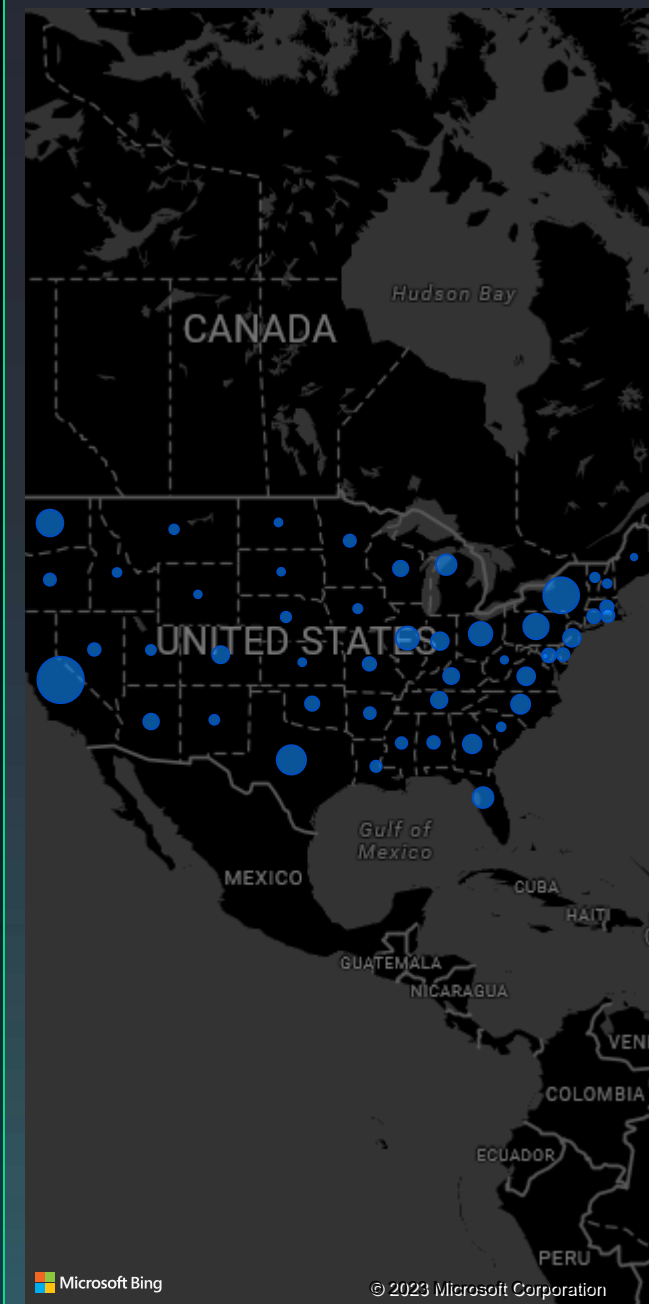 Hudson Bay
CANADA
UNITED STATES
Gulf of
Mexico
MEXICO
CUBA
HAITI
GUATEMALA
NICARAGUA
VEN
COLOMBIA
ECUADOR
PERU
Microsoft Bing
© 2023 Microsoft Corporation